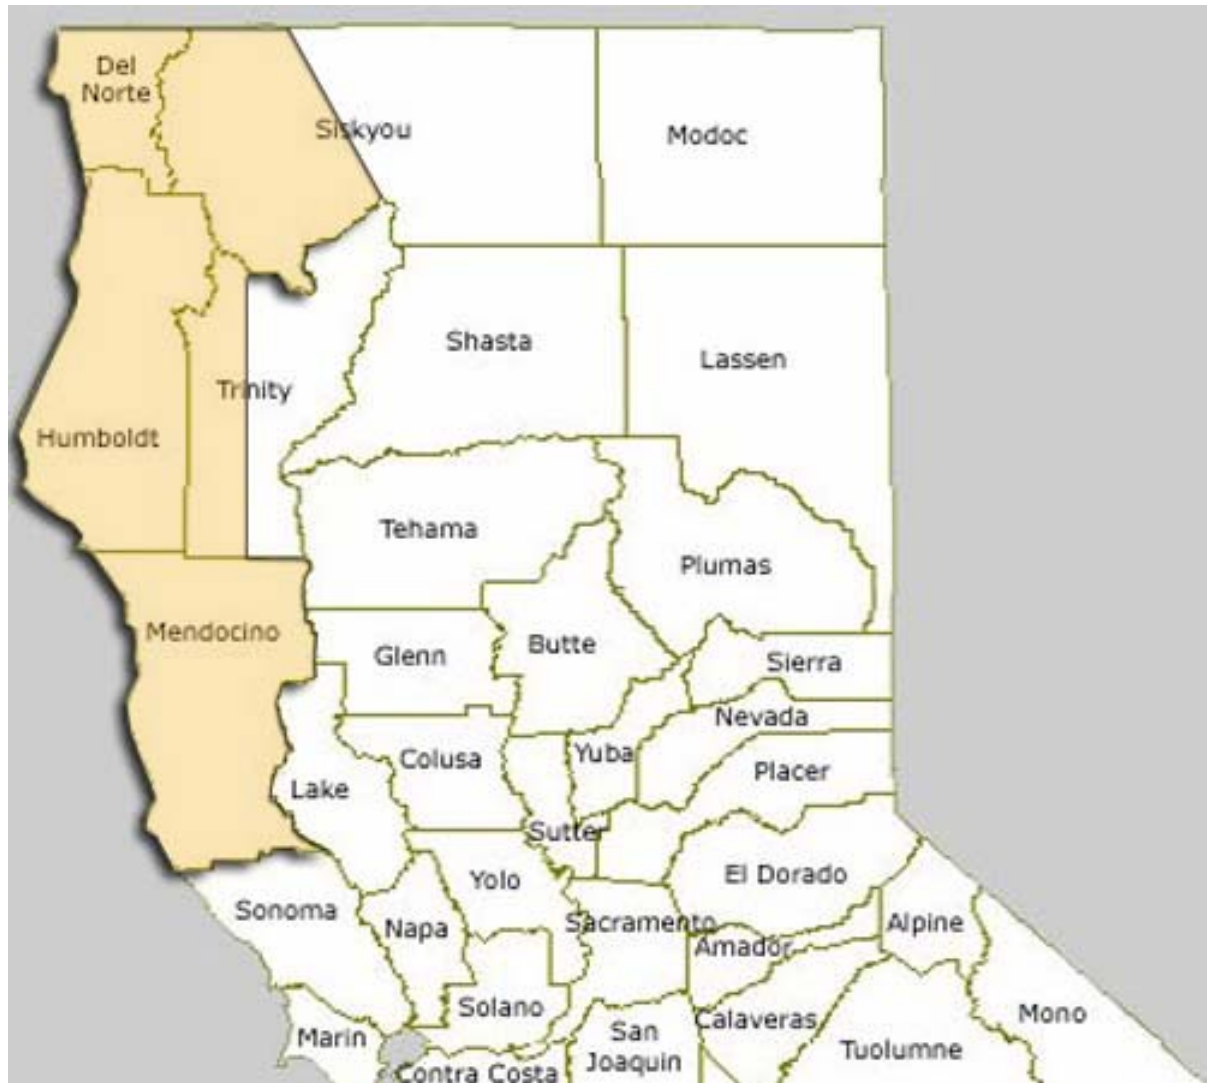 Del
Norte
Siskyou
Modoc
Shasta
Lassen
Trinity
Humboldt
Tehama
Plumas
Mendocino
Butte
Glenn
Sierra
Nevada
Yuba
Colusa
Placer
Lake
Sutter
El Dorado
Yolo
Sonoma
Sacramento
Alpine
Napa
Amador
Solano
Mono
Calaveras
San
Joaquin
Marin
Tuolumne
Contra Costa